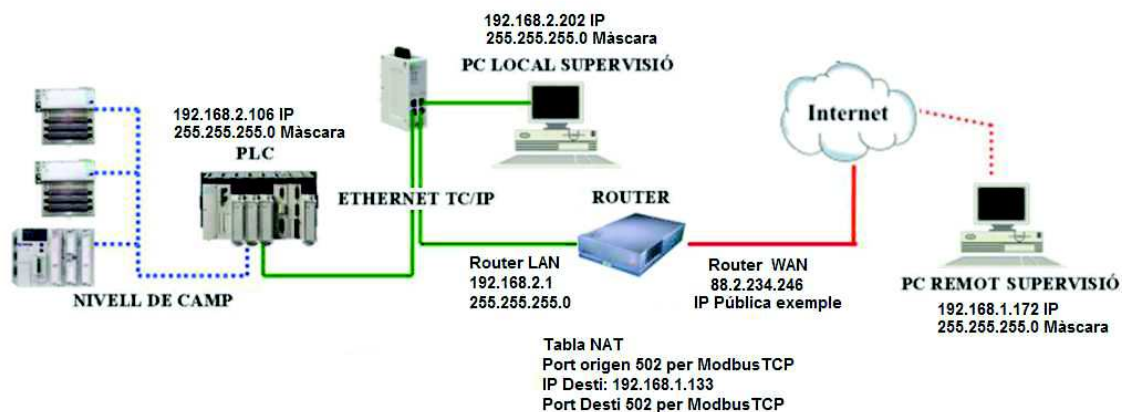 192.168.2.202 IP
255.255.255.0 Màscara
PC LOCAL SUPERVISIÓ
192.168.2.106 IP
255.255.255.0 Màscara
PLC
Internet
ETHERNET TC/IP
ROUTER
Router LAN
192.168.2.1
255.255.255.0
Router WAN
88.2.234.246
IP Pública exemple
NIVELL DE CAMP
PC REMOT SUPERVISIÓ
192.168.1.172 IP
255.255.255.0 Màscara
Tabla NAT
Port origen 502 per ModbusTCP
IP Desti: 192.168.1.133
Port Desti 502 per ModbusTCP